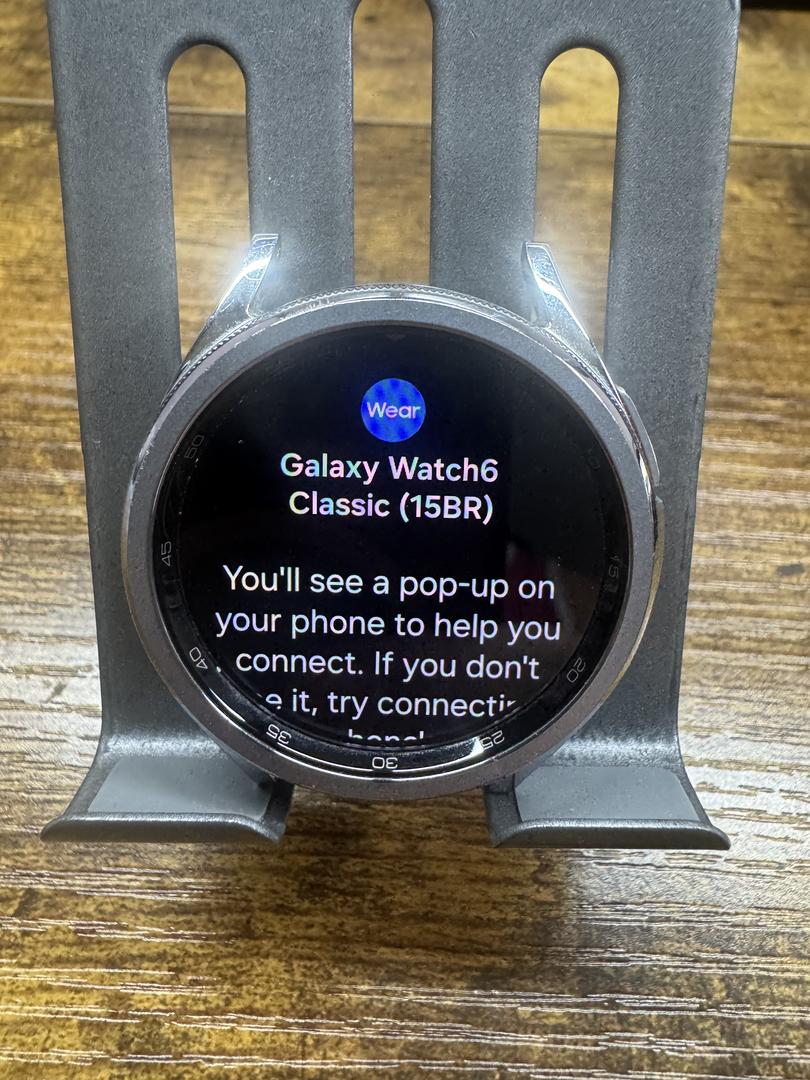 Wear
Galaxy Watch6
Classic (15BR)
You'll see a pop-up on
your phone to help you
connect. If you don't
it, try
50
45
40
35
30
25
20
15